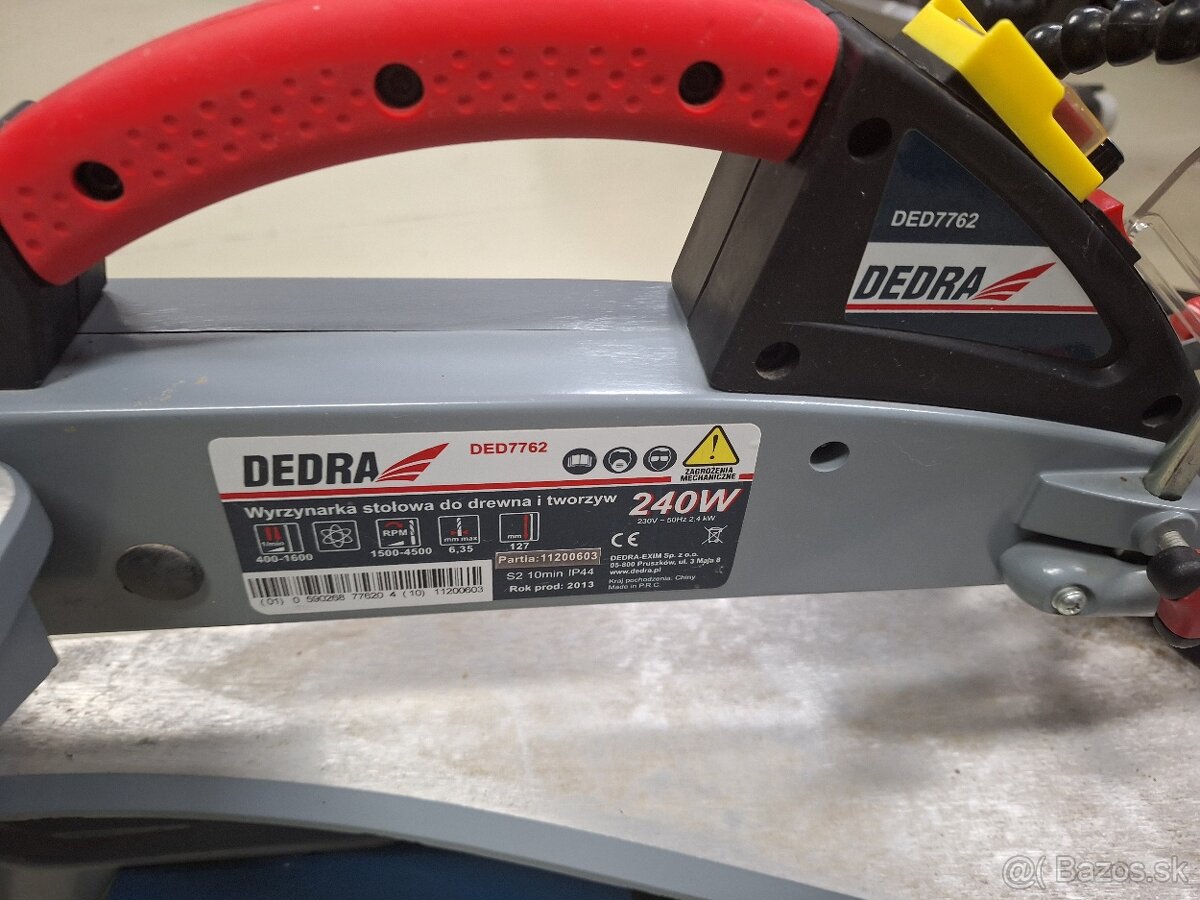 DED7762
DEDRA
DEDRA
DED7762
ZAGROŻENIA
MECHANICZNE
Wyrzynarka stołowa do drewna i tworzyw
240W
230V ~ 50Hz 2,4 kW
1/min
RPM
mm max
mm
400-1600
1500-4500
6,35
127
CE
Partia:11200603
S2 10min IP44
Rok prod: 2013
DEDRA-EXIM Sp. z o.o.
05-800 Pruszków, ul. 3 Maja 8
www.dedra.pl
Kraj pochodzenia: Chiny
Made in P.R.C.
(01) 0 590268 77620 4 (10) 11200603
@( Bazos.sk